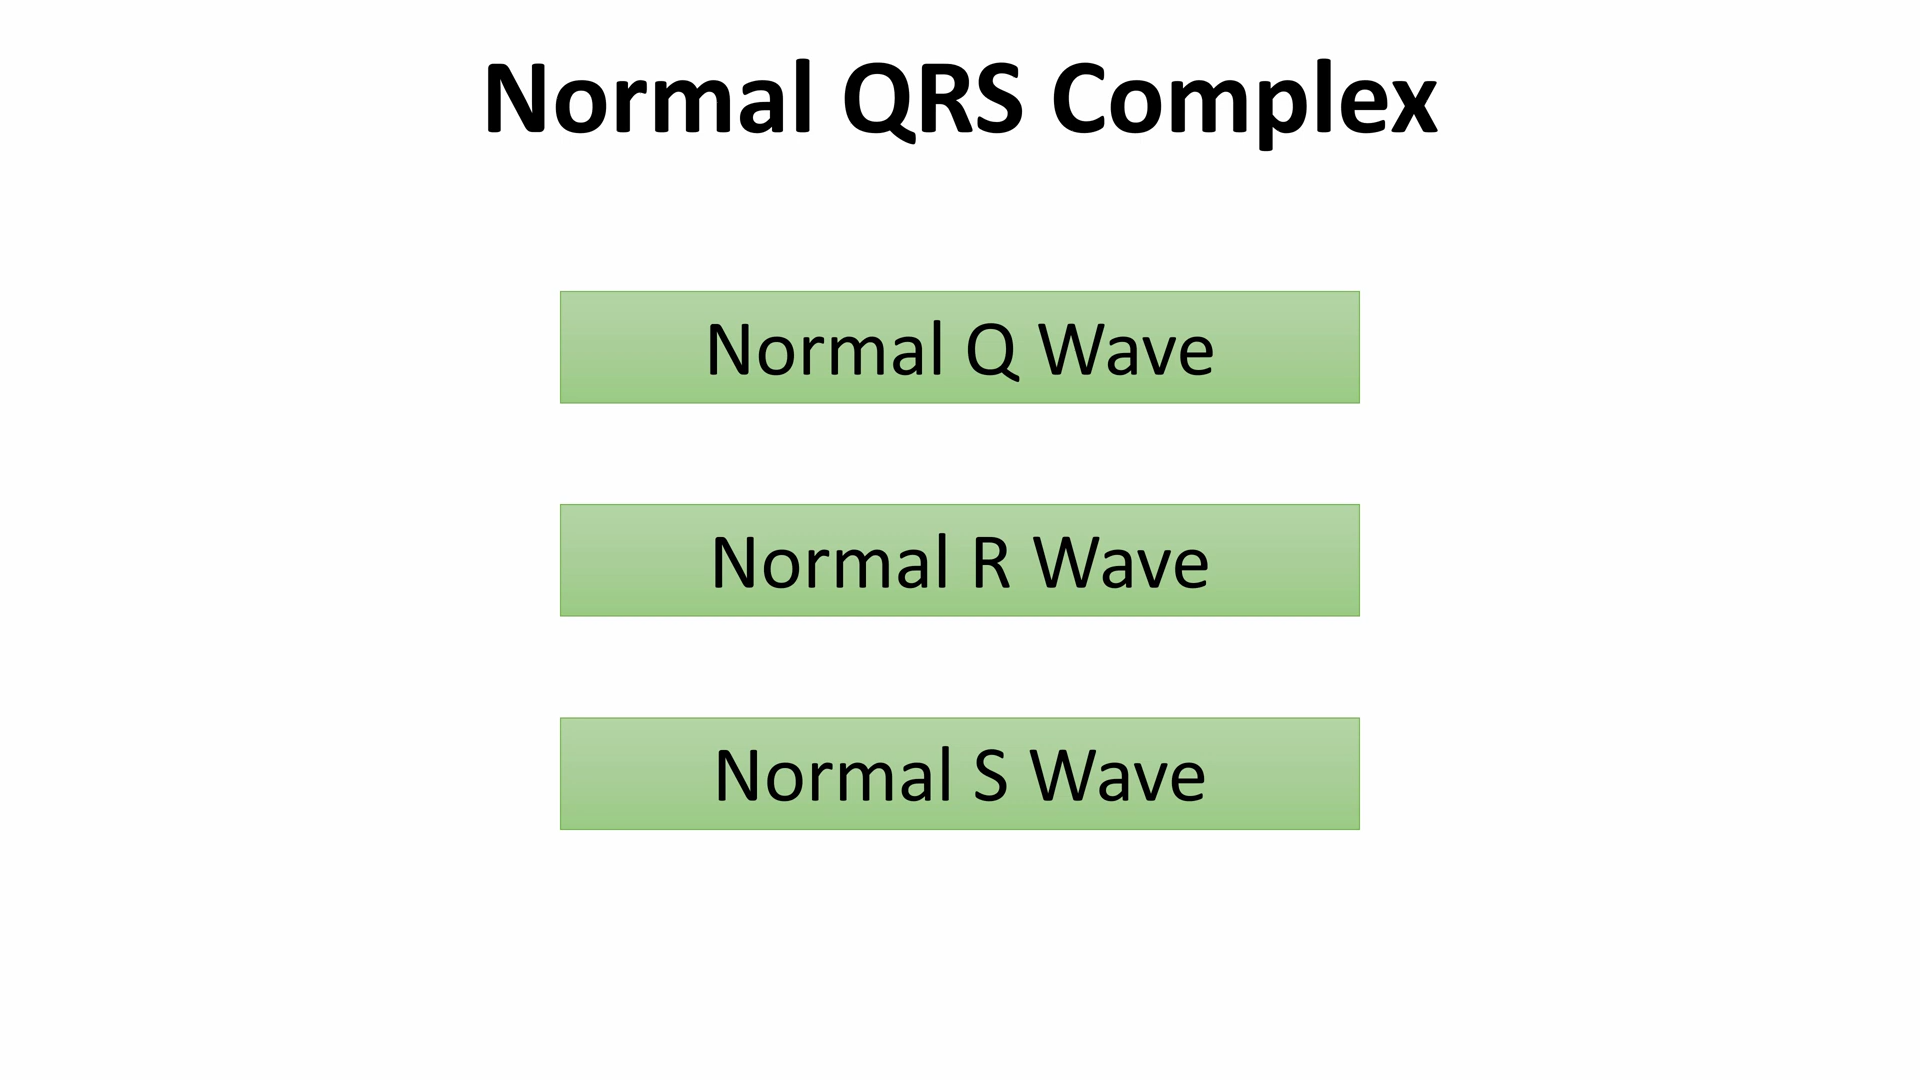 Normal QRS Complex
Normal Q Wave
Normal R Wave
Normal S Wave